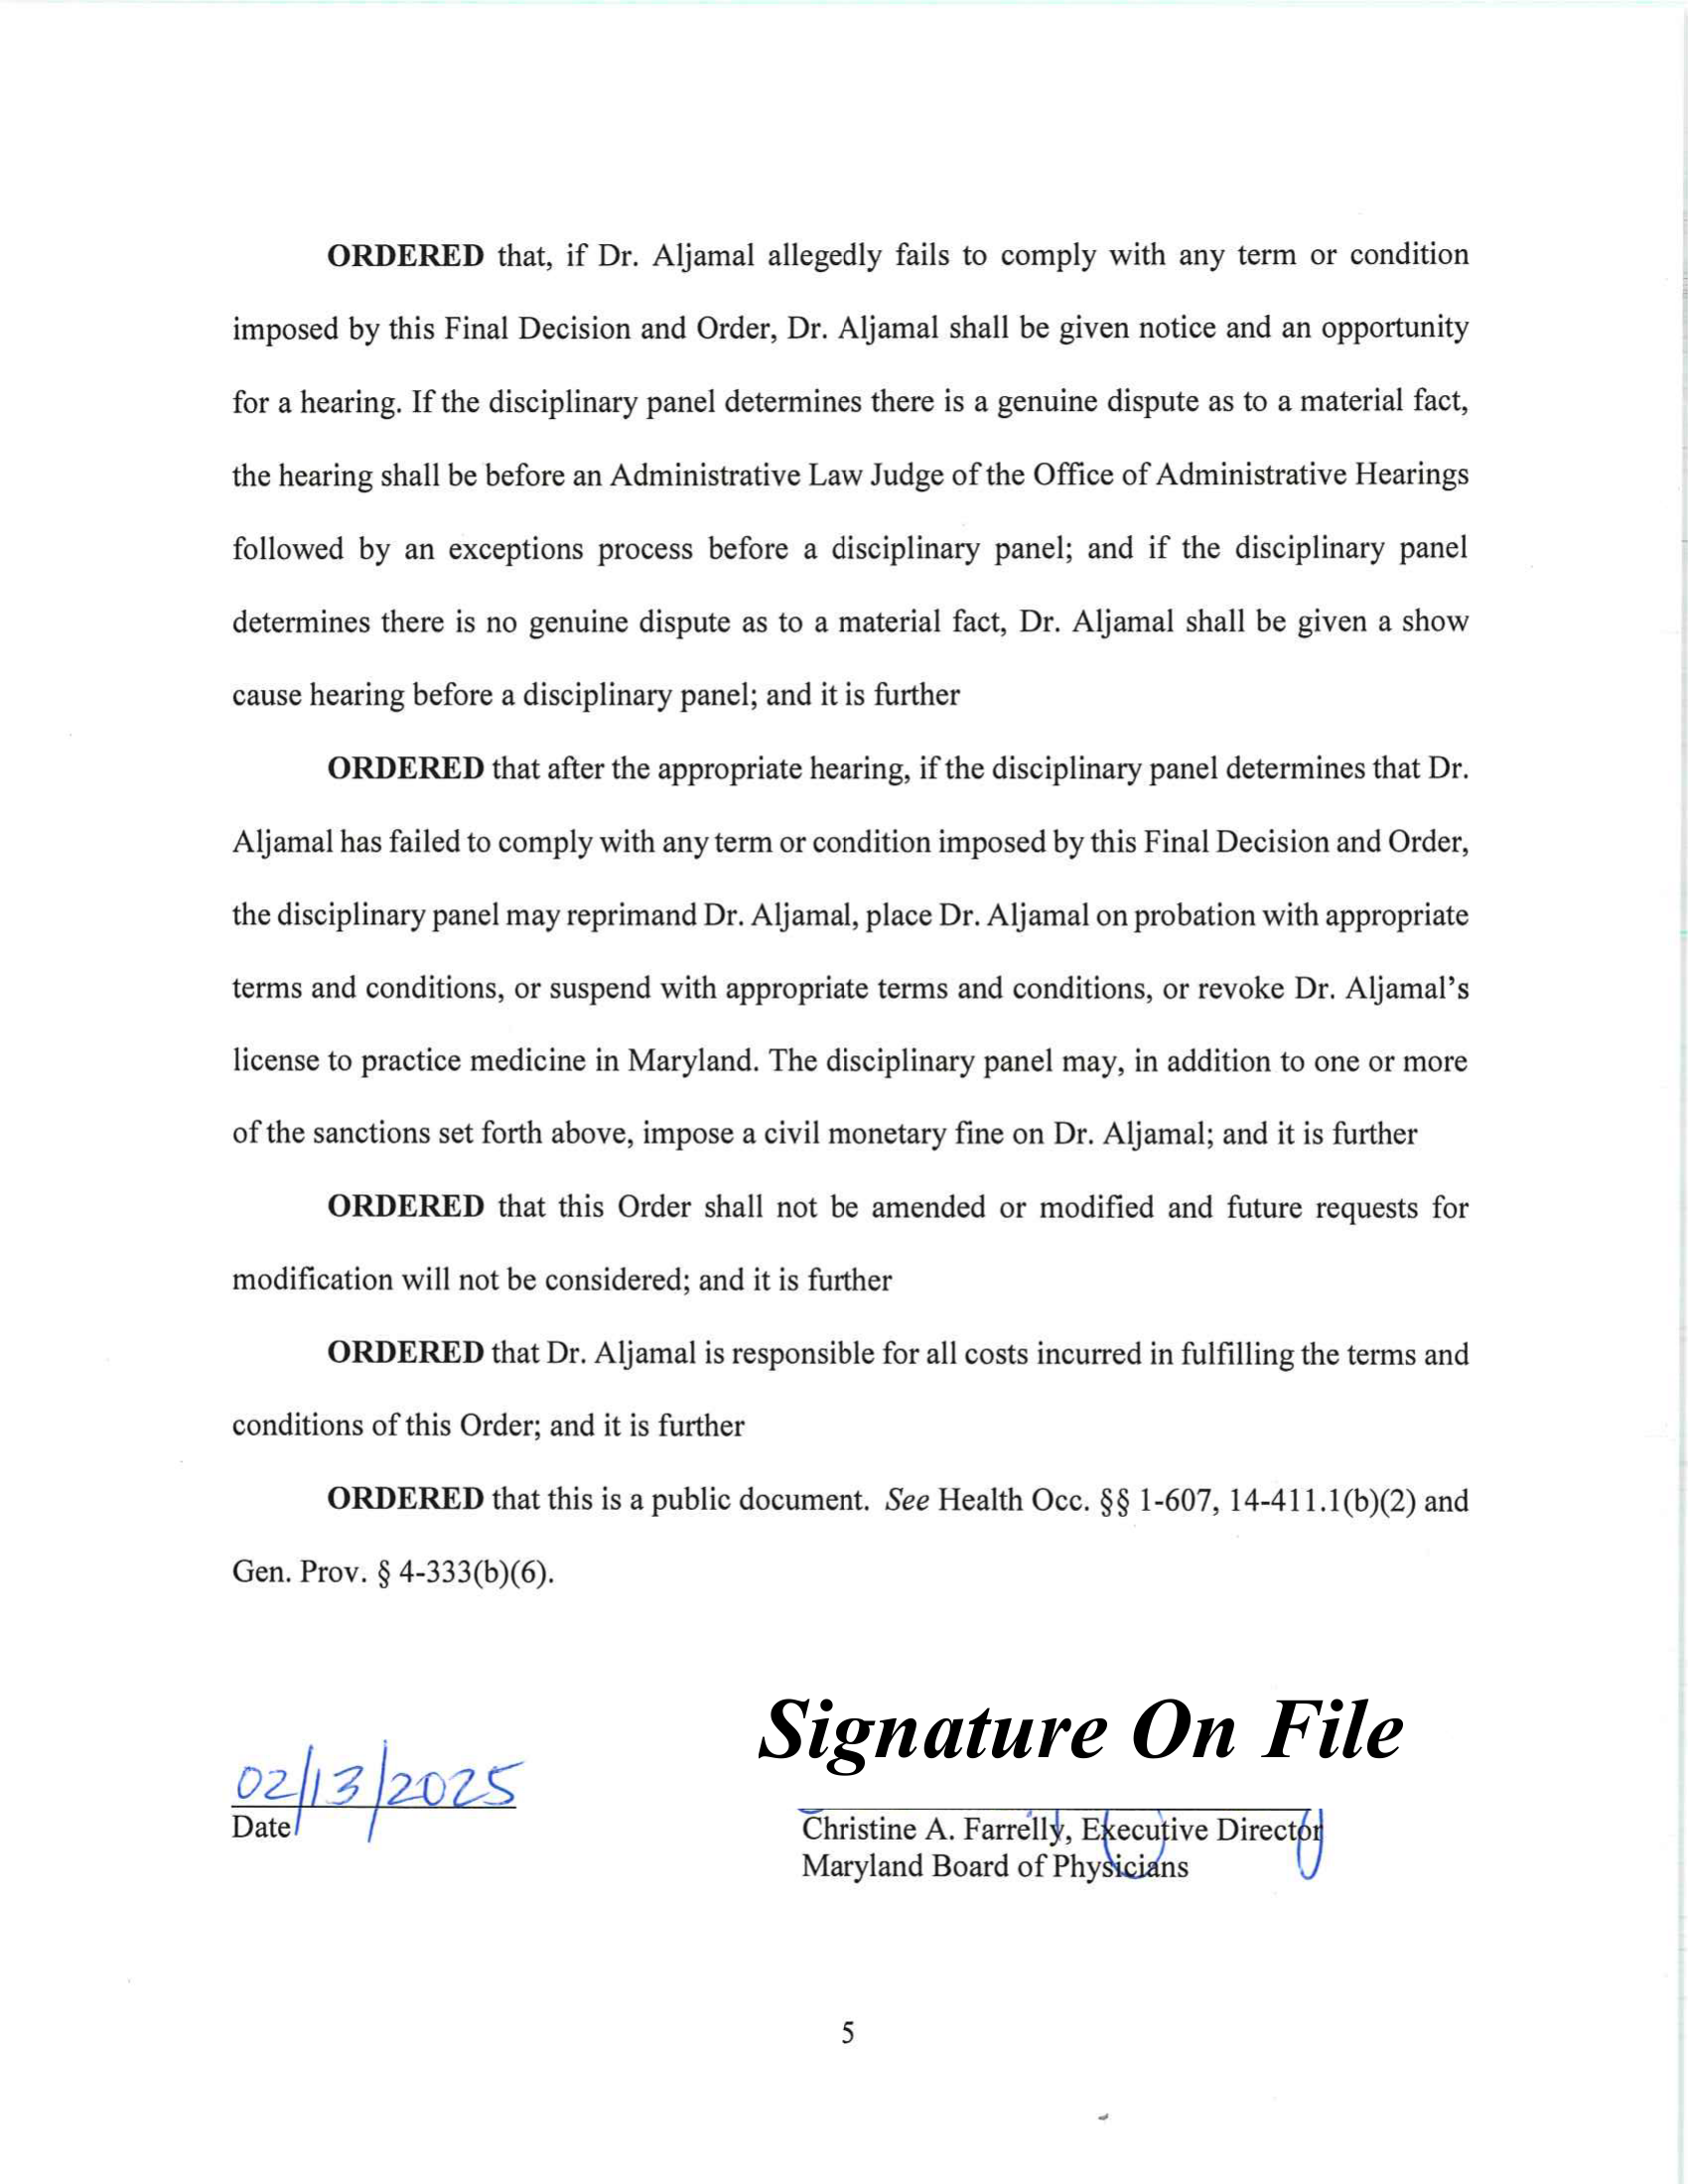 ORDERED that, if Dr. Aljamal allegedly fails to comply with any term or condition
imposed by this Final Decision and Order, Dr. Aljamal shall be given notice and an opportunity
for a hearing. If the disciplinary panel determines there is a genuine dispute as to a material fact,
the hearing shall be before an Administrative Law Judge of the Office of Administrative Hearings
followed by an exceptions process before a disciplinary panel; and if the disciplinary panel
determines there is no genuine dispute as to a material fact, Dr. Aljamal shall be given a show
cause hearing before a disciplinary panel; and it is further
ORDERED that after the appropriate hearing, if the disciplinary panel determines that Dr.
Aljamal has failed to comply with any term or condition imposed by this Final Decision and Order,
the disciplinary panel may reprimand Dr. Aljamal, place Dr. Aljamal on probation with appropriate
terms and conditions, or suspend with appropriate terms and conditions, or revoke Dr. Aljamal's
license to practice medicine in Maryland. The disciplinary panel may, in addition to one or more
of the sanctions set forth above, impose a civil monetary fine on Dr. Aljamal; and it is further
ORDERED that this Order shall not be amended or modified and future requests for
modification will not be considered; and it is further
ORDERED that Dr. Aljamal is responsible for all costs incurred in fulfilling the terms and
conditions of this Order; and it is further
ORDERED that this is a public document. See Health Occ. §§ 1-607, 14-411.1(b)(2) and
Gen. Prov. § 4-333(b)(6).
Signature On File
02/13/2025
Date
Christine A. Farrelly, Executive Director
Maryland Board of Physicians
5